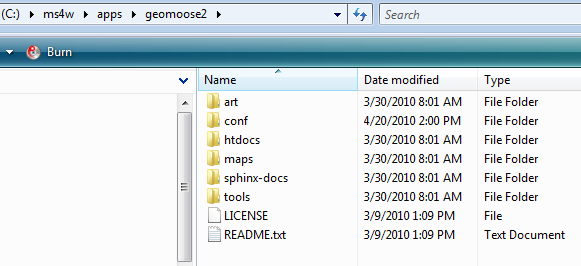 (C:) ▸ ms4w ▸ apps ▸ geomoose2 ▸ Search
Burn
Name Date modified Type
art 3/30/2010 8:01 AM File Folder
conf 4/20/2010 2:00 PM File Folder
htdocs 3/30/2010 8:01 AM File Folder
maps 3/30/2010 8:01 AM File Folder
sphinx-docs 3/30/2010 8:01 AM File Folder
tools 3/30/2010 8:01 AM File Folder
LICENSE 3/9/2010 1:09 PM File
README.txt 3/9/2010 1:09 PM Text Document